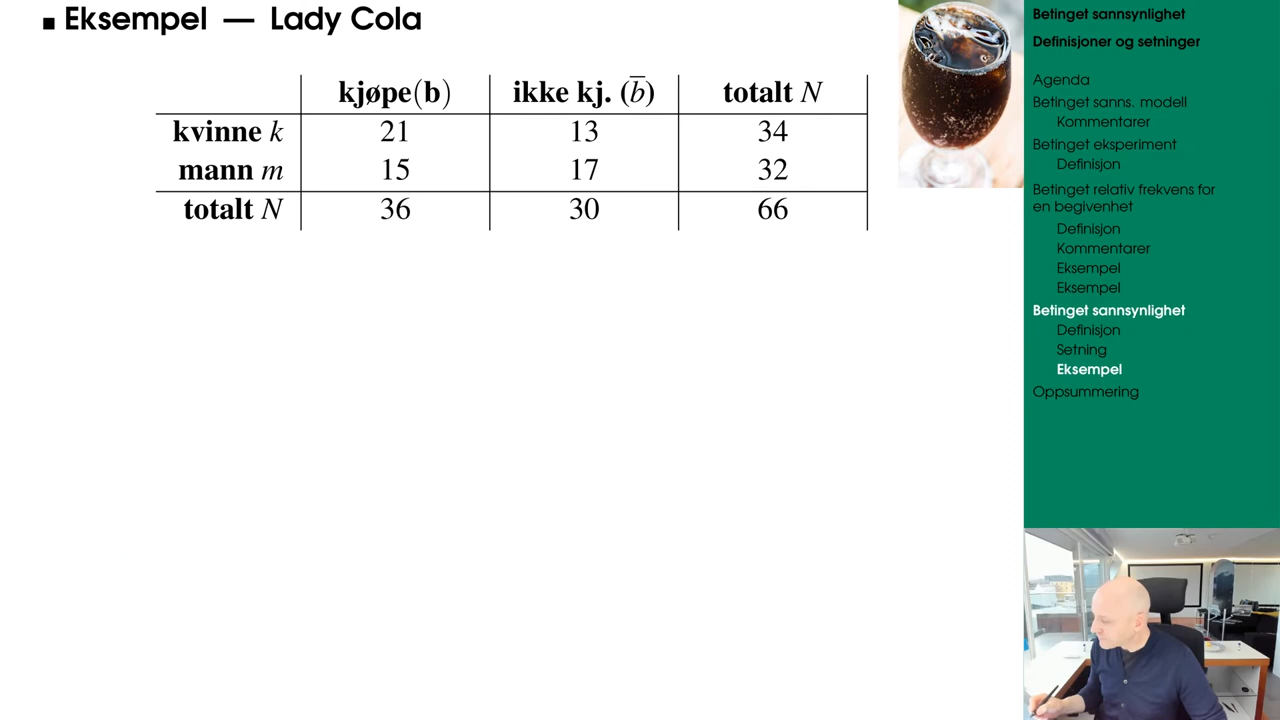 Eksempel — Lady Cola
kjøpe(b) ikke kj. (b̅) totalt N
kvinne k 21 13 34
mann m 15 17 32
totalt N 36 30 66
Betinget sannsynlighet
Definisjoner og setninger
Agenda
Betinget sanns. modell
Kommentarer
Betinget eksperiment
Definisjon
Betinget relativ frekvens for
en begivenhet
Definisjon
Kommentarer
Eksempel
Eksempel
Betinget sannsynlighet
Definisjon
Setning
Eksempel
Oppsummering